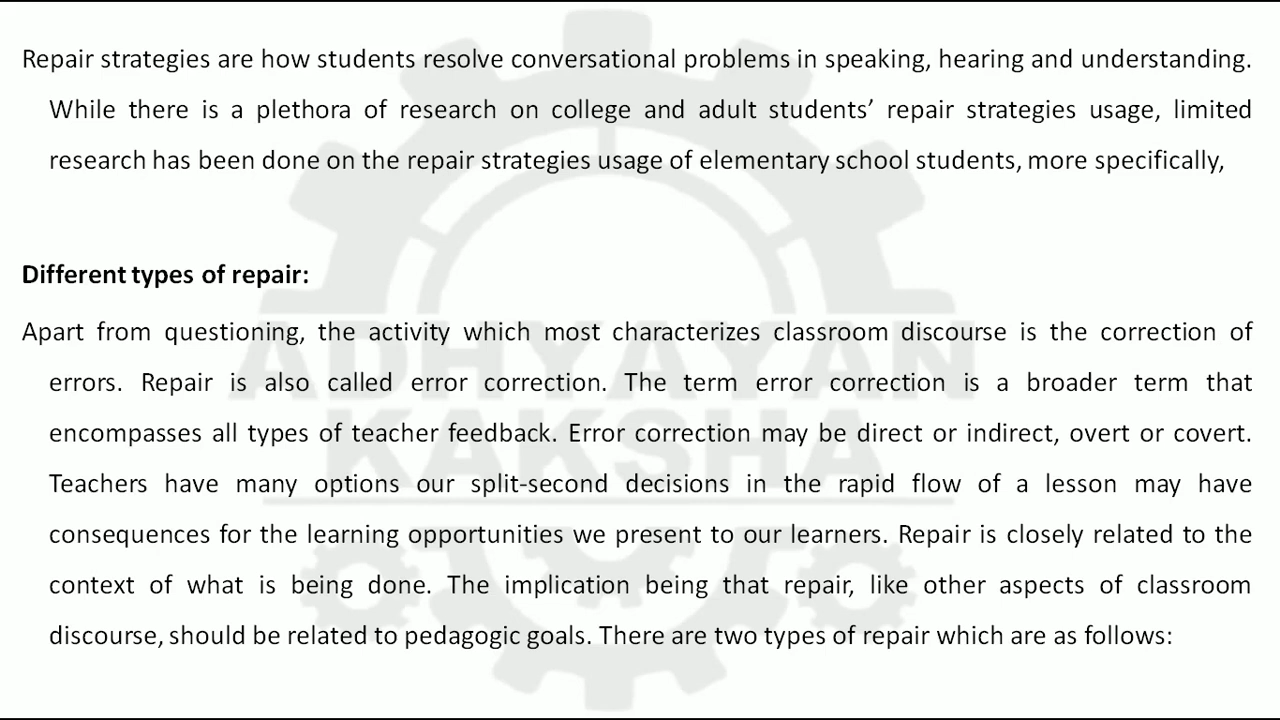 Repair strategies are how students resolve conversational problems in speaking, hearing and understanding.
While there is a plethora of research on college and adult students’ repair strategies usage, limited
research has been done on the repair strategies usage of elementary school students, more specifically,
Different types of repair:
Apart from questioning, the activity which most characterizes classroom discourse is the correction of
errors. Repair is also called error correction. The term error correction is a broader term that
encompasses all types of teacher feedback. Error correction may be direct or indirect, overt or covert.
Teachers have many options our split-second decisions in the rapid flow of a lesson may have
consequences for the learning opportunities we present to our learners. Repair is closely related to the
context of what is being done. The implication being that repair, like other aspects of classroom
discourse, should be related to pedagogic goals. There are two types of repair which are as follows:
ADHYAYAN
KAKSHA